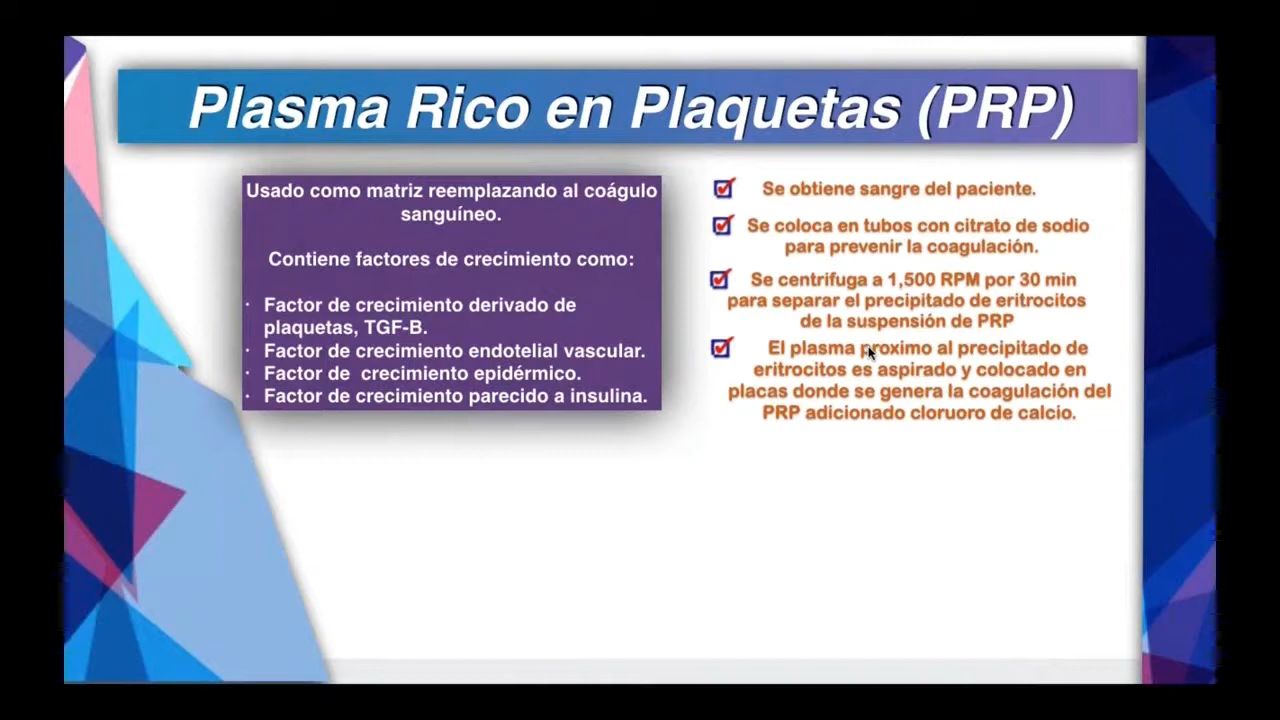 Plasma Rico en Plaquetas (PRP)
Usado como matriz reemplazando al coágulo
sanguíneo.
Contiene factores de crecimiento como:
· Factor de crecimiento derivado de
plaquetas, TGF-B.
· Factor de crecimiento endotelial vascular.
· Factor de  crecimiento epidérmico.
· Factor de crecimiento parecido a insulina.
Se obtiene sangre del paciente.
Se coloca en tubos con citrato de sodio
para prevenir la coagulación.
Se centrifuga a 1,500 RPM por 30 min
para separar el precipitado de eritrocitos
de la suspensión de PRP
El plasma proximo al precipitado de
eritrocitos es aspirado y colocado en
placas donde se genera la coagulación del
PRP adicionado cloruoro de calcio.